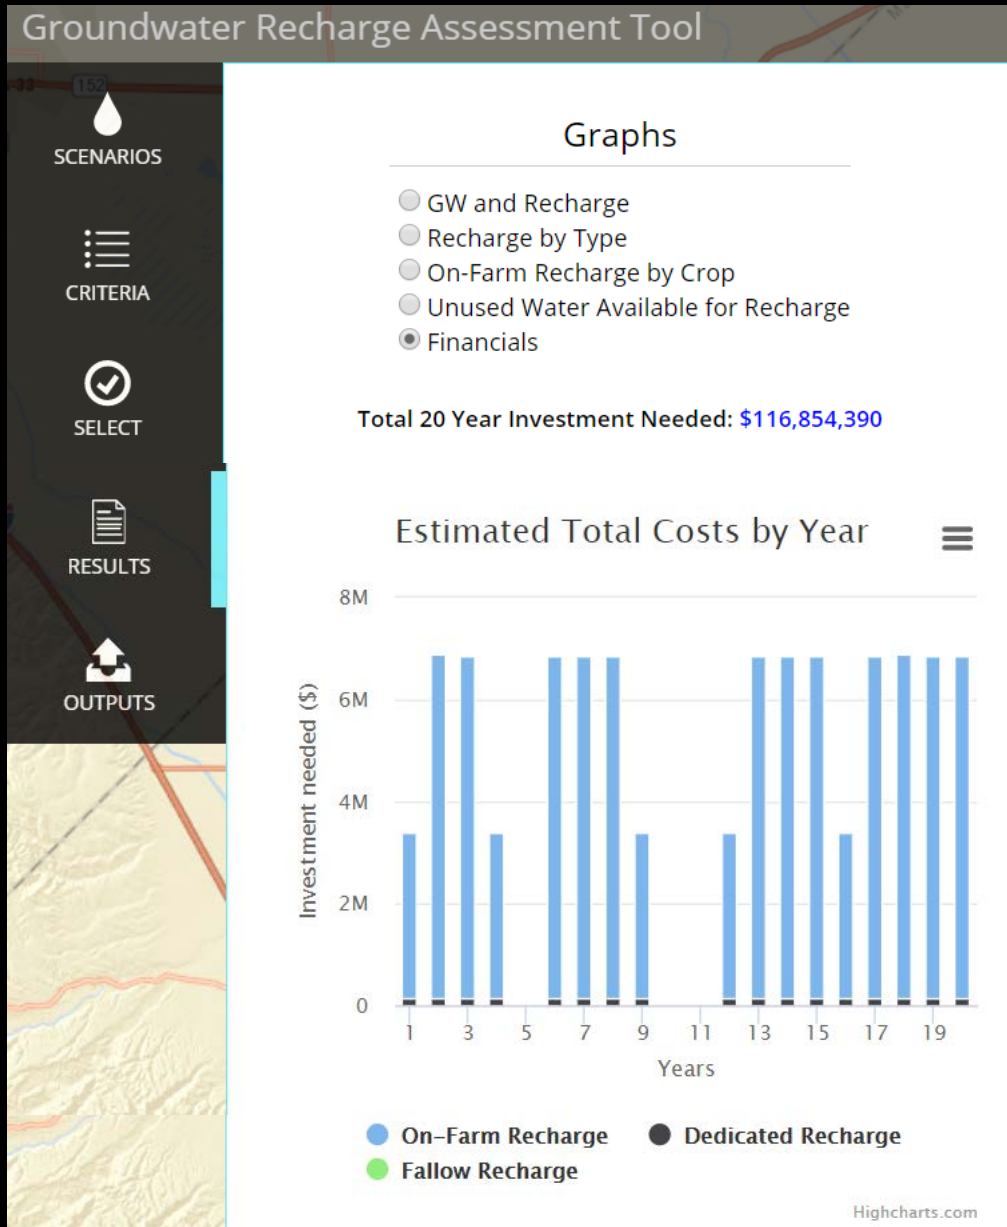 Groundwater Recharge Assessment Tool
33
152
SCENARIOS
CRITERIA
SELECT
RESULTS
OUTPUTS
Graphs
GW and Recharge
Recharge by Type
On-Farm Recharge by Crop
Unused Water Available for Recharge
Financials
Total 20 Year Investment Needed: $116,854,390
Estimated Total Costs by Year
Investment needed ($)
8M
6M
4M
2M
0
1 3 5 7 9 11 13 15 17 19
Years
On-Farm Recharge Dedicated Recharge
Fallow Recharge
Highcharts.com